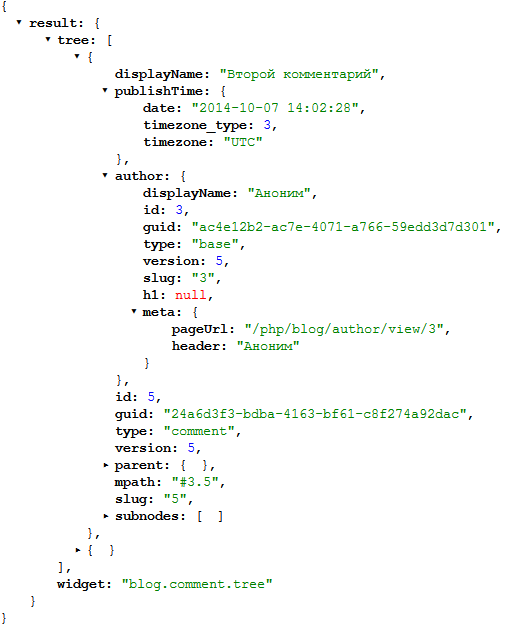 {
result: {
tree: [
{
displayName: "Второй комментарий",
publishTime: {
date: "2014-10-07 14:02:28",
timezone_type: 3,
timezone: "UTC"
},
author: {
displayName: "Аноним",
id: 3,
guid: "ac4e12b2-ac7e-4071-a766-59edd3d7d301",
type: "base",
version: 5,
slug: "3",
h1: null,
meta: {
pageUrl: "/php/blog/author/view/3",
header: "Аноним"
}
},
id: 5,
guid: "24a6d3f3-bdba-4163-bf61-c8f274a92dac",
type: "comment",
version: 5,
parent: { },
mpath: "#3.5",
slug: "5",
subnodes: [ ]
},
{ }
],
widget: "blog.comment.tree"
}
}